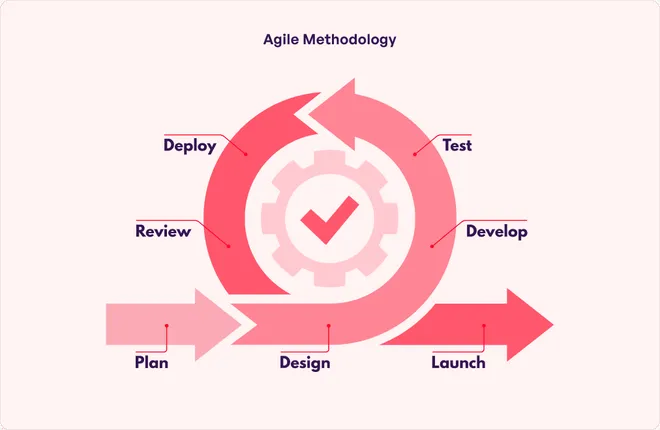 Agile Methodology
Deploy
Test
Review
Develop
Plan
Design
Launch